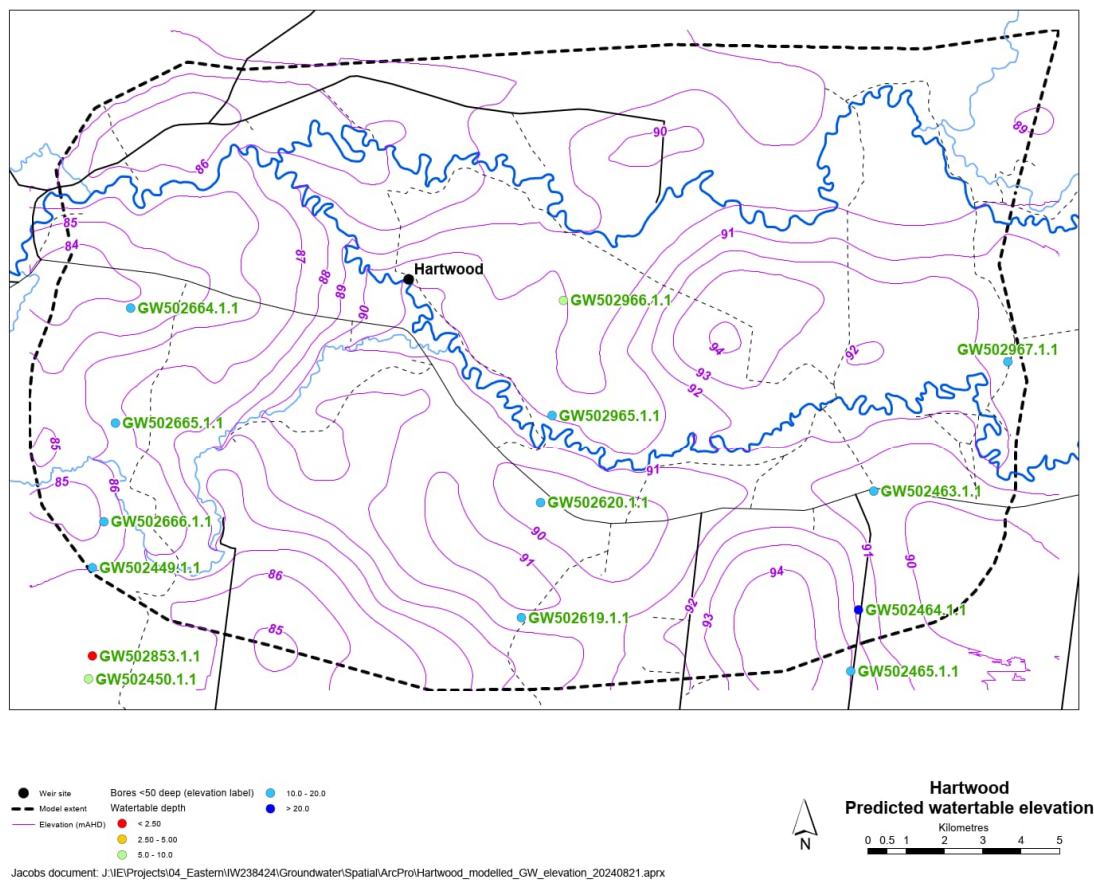 90
89
86
85
84
91
87
88
89
90
Hartwood
GW502664.1.1
GW502966.1.1
94
93
92
92
GW502967.1.1
GW502665.1.1
GW502965.1.1
85
85
86
91
GW502463.1.1
GW502620.1.1
GW502666.1.1
90
91
91
90
GW502449.1.1
86
94
92
93
GW502464.1.1
GW502619.1.1
85
GW502853.1.1
GW502450.1.1
GW502465.1.1
Weir site
Model extent
Elevation (mAHD)
Bores <50 deep (elevation label)
Watertable depth
< 2.50
2.50 - 5.00
5.0 - 10.0
10.0 - 20.0
> 20.0
N
Hartwood
Predicted watertable elevation
Kilometres
0 0.5 1 2 3 4 5
Jacobs document: J:\IE\Projects\04_Eastern\IW238424\Groundwater\Spatial\ArcPro\Hartwood_modelled_GW_elevation_20240821.aprx